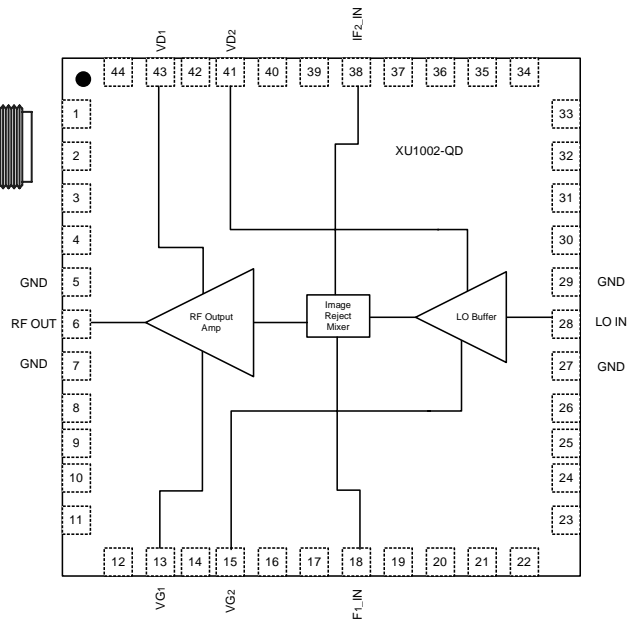 VD1
VD2
IF2_IN
44 43 42 41 40 39 38 37 36 35 34
XU1002-QD
1
2
3
4
GND 5
RF OUT 6
GND 7
8
9
10
11
33
32
31
30
29 GND
28 LO IN
27 GND
26
25
24
23
RF Output
Amp
Image
Reject
Mixer
LO Buffer
12 13 14 15 16 17 18 19 20 21 22
VG1
VG2
F1_IN